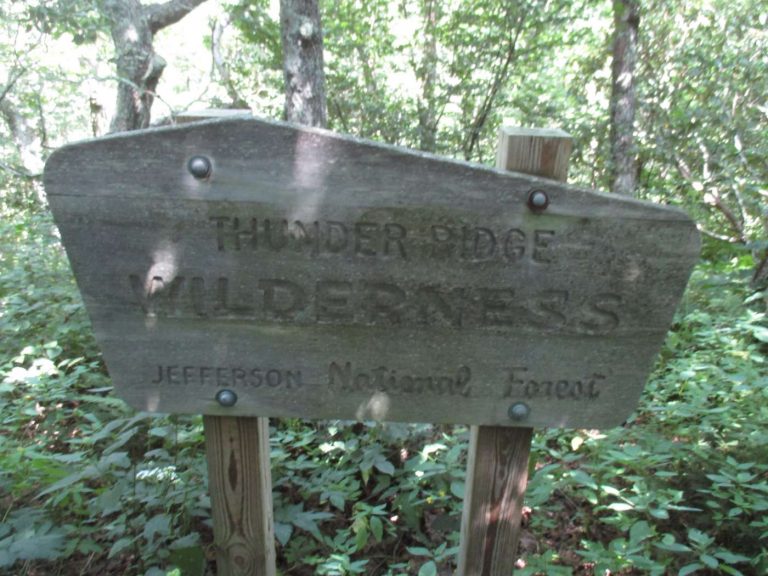 THUNDER RIDGE
WILDERNESS
JEFFERSON National Forest